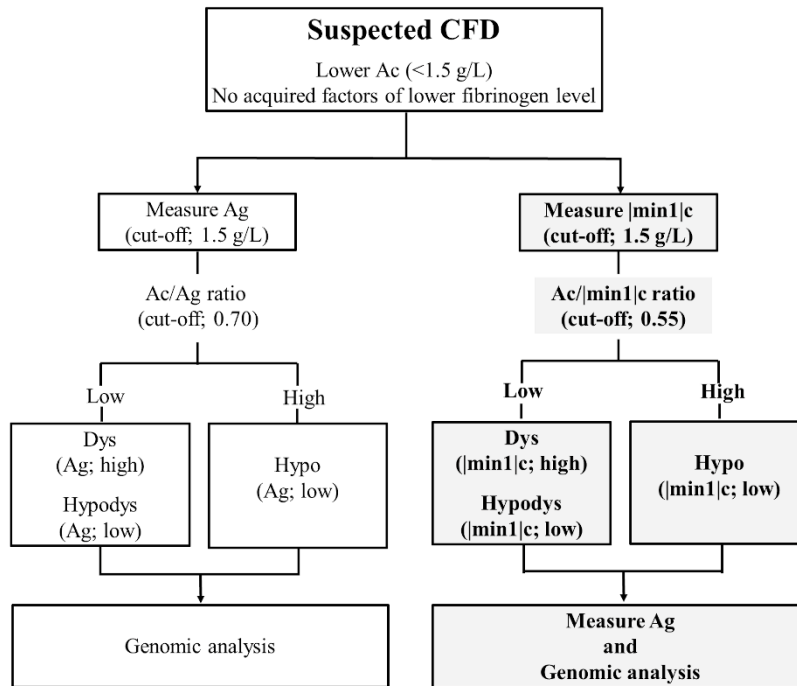 Suspected CFD
Lower Ac (<1.5 g/L)
No acquired factors of lower fibrinogen level
Measure Ag
(cut-off; 1.5 g/L)
Measure |min1|c
(cut-off; 1.5 g/L)
Ac/Ag ratio
(cut-off; 0.70)
Ac/|min1|c ratio
(cut-off; 0.55)
Low
High
Low
High
Dys
(Ag; high)
Hypodys
(Ag; low)
Hypo
(Ag; low)
Dys
(|min1|c; high)
Hypodys
(|min1|c; low)
Hypo
(|min1|c; low)
Genomic analysis
Measure Ag
and
Genomic analysis